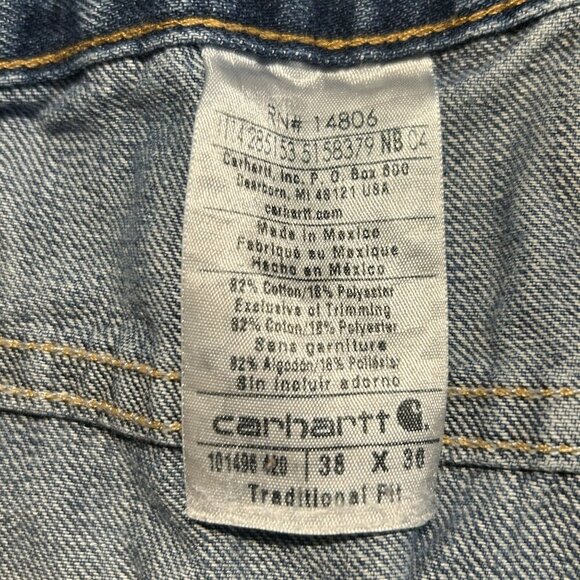 RN# 14806
NB 04
Carhartt, Inc. P. O. Box 600
Dearborn, MI 48121 USA
carhartt.com
Made in Mexico
Fabriqué au Mexique
Hecho en México
82% Cotton/18% Polyester
Exclusive of Trimming
82% Coton/18% Polyester
Sans garniture
82% Algodón/18% Poliéster
Sin incluir adorno
carhartt
101496 420 X
Traditional Fit